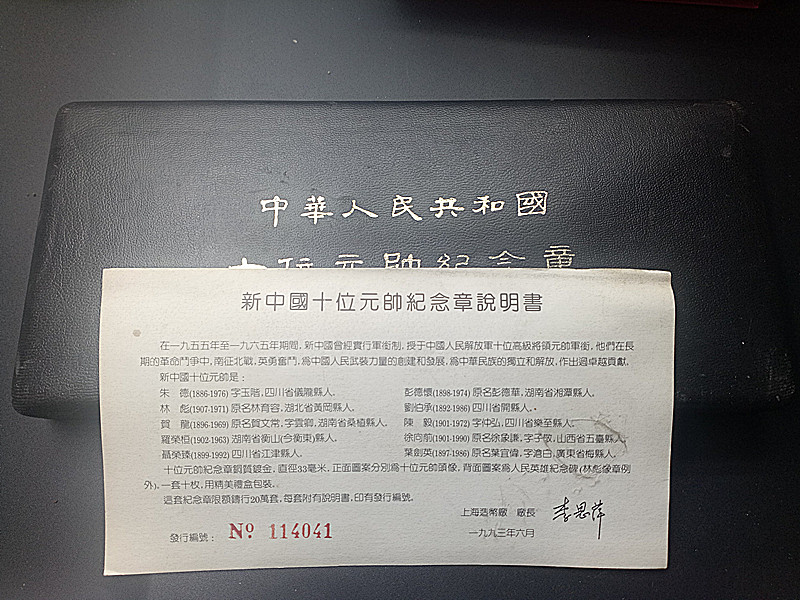 中華人民共和國
十位元帥紀念章
新中國十位元帥紀念章說明書
在一九五五年至一九六五年期間，新中國曾經實行軍銜制，授于中國人民解放軍十位高級將領元帥軍銜，他們在長
期的革命鬥爭中，南征北戰，英勇奮鬥，爲中國人民武裝力量的創建和發展，爲中華民族的獨立和解放，作出過卓越貢獻。
新中國十位元帥是：
朱　德(1886-1976) 字玉階，四川省儀隴縣人。
彭德懷(1898-1974) 原名彭德華，湖南省湘潭縣人。
林　彪(1907-1971) 原名林育容，湖北省黃岡縣人。
劉伯承(1892-1986) 四川省開縣人。
賀　龍(1896-1969) 原名賀文常，字雲卿，湖南省桑植縣人。
陳　毅(1901-1972) 字仲弘，四川省樂至縣人。
羅榮桓(1902-1963) 湖南省衡山(今衡東)縣人。
徐向前(1901-1990) 原名徐象謙，字子敬，山西省五臺縣人。
聶榮臻(1899-1992) 四川省江津縣人。
葉劍英(1897-1986) 原名葉宜偉，字滄白，廣東省梅縣人。
十位元帥紀念章銅質鍍金，直徑33毫米，正面圖案分別爲十位元帥頭像，背面圖案爲人民英雄紀念碑(林彪像章例
外)，一套十枚，用精美禮盒包裝。
這套紀念章限額鑄行20萬套，每套附有說明書，印有發行編號。
上海造幣廠　廠長　李思萍
發行編號：　Nº 114041
一九九三年六月